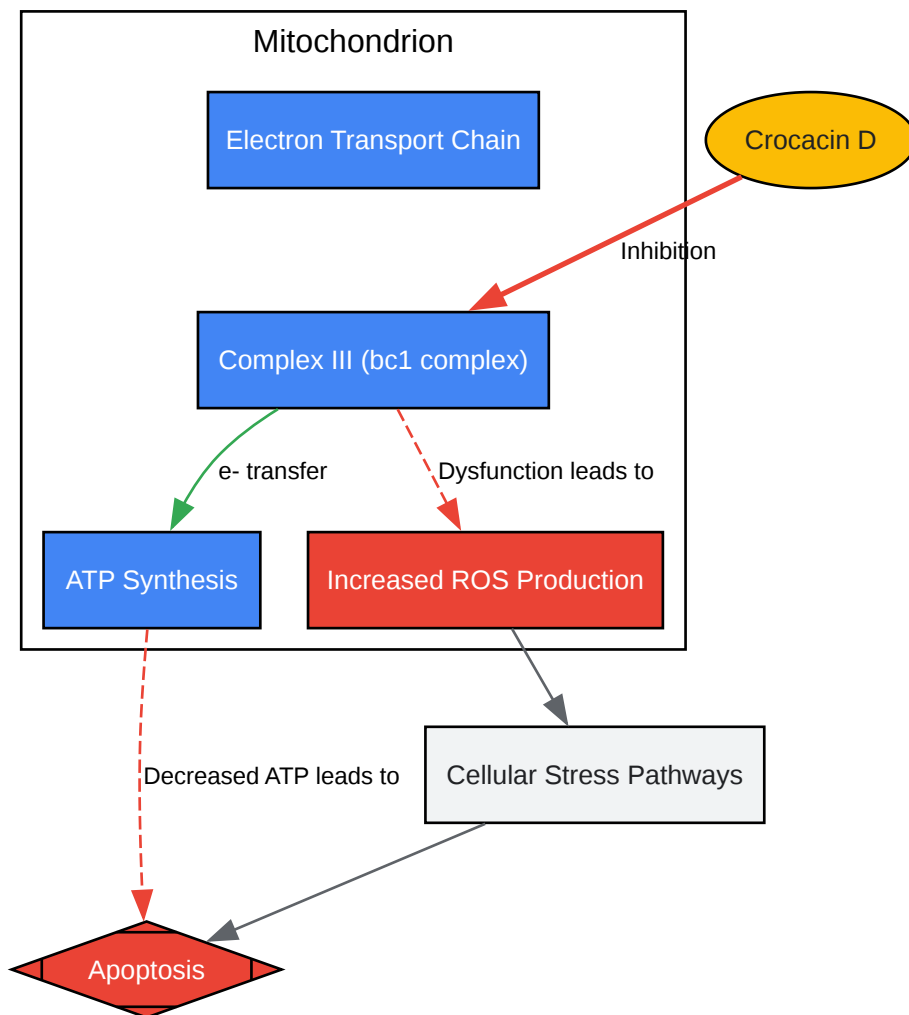 Mitochondrion
Electron Transport Chain
Crocacin D
Inhibition
Complex III (bc1 complex)
e- transfer
Dysfunction leads to
ATP Synthesis
Increased ROS Production
Decreased ATP leads to
Cellular Stress Pathways
Apoptosis